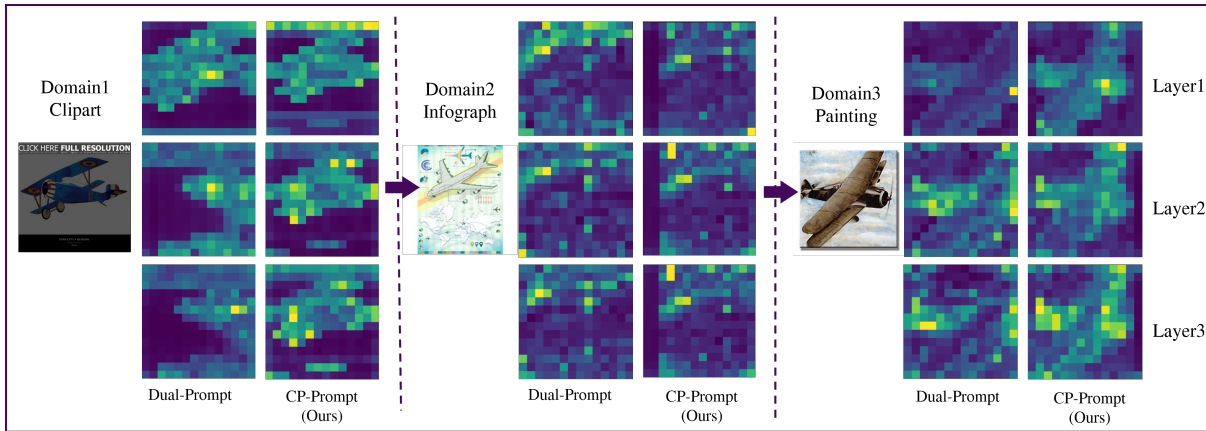 Domain1
Clipart
CLICK HERE FULL RESOLUTION
Dual-Prompt
CP-Prompt
(Ours)
Domain2
Infograph
Dual-Prompt
CP-Prompt
(Ours)
Domain3
Painting
Dual-Prompt
CP-Prompt
(Ours)
Layer1
Layer2
Layer3